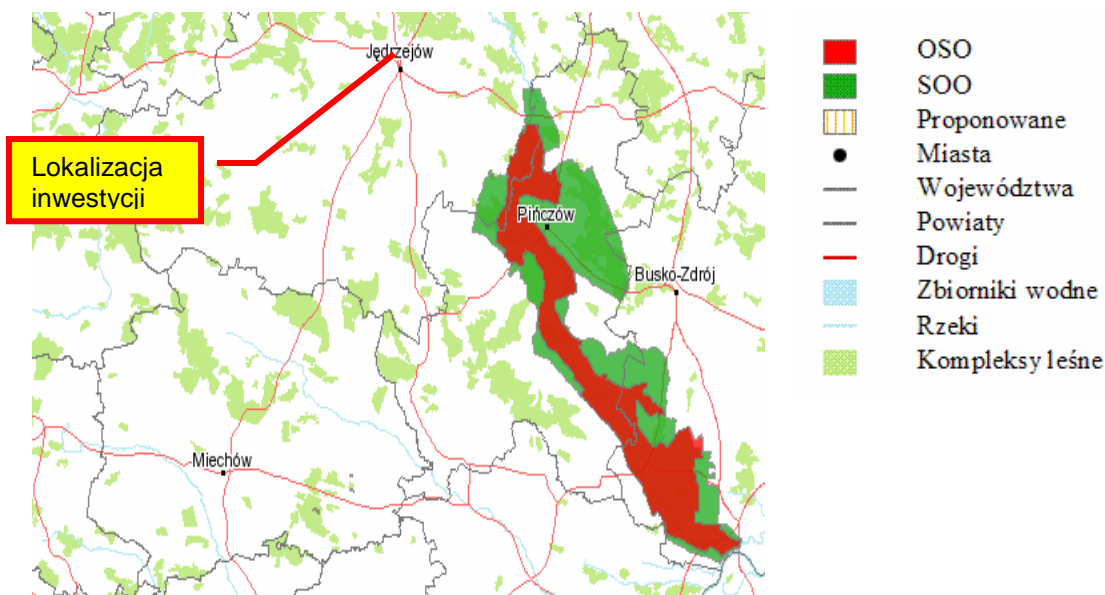 Jędrzejów
Lokalizacja
inwestycji
Pińczów
Busko-Zdrój
Miechów
OSO
SOO
Proponowane
Miasta
Województwa
Powiaty
Drogi
Zbiorniki wodne
Rzeki
Kompleksy leśne